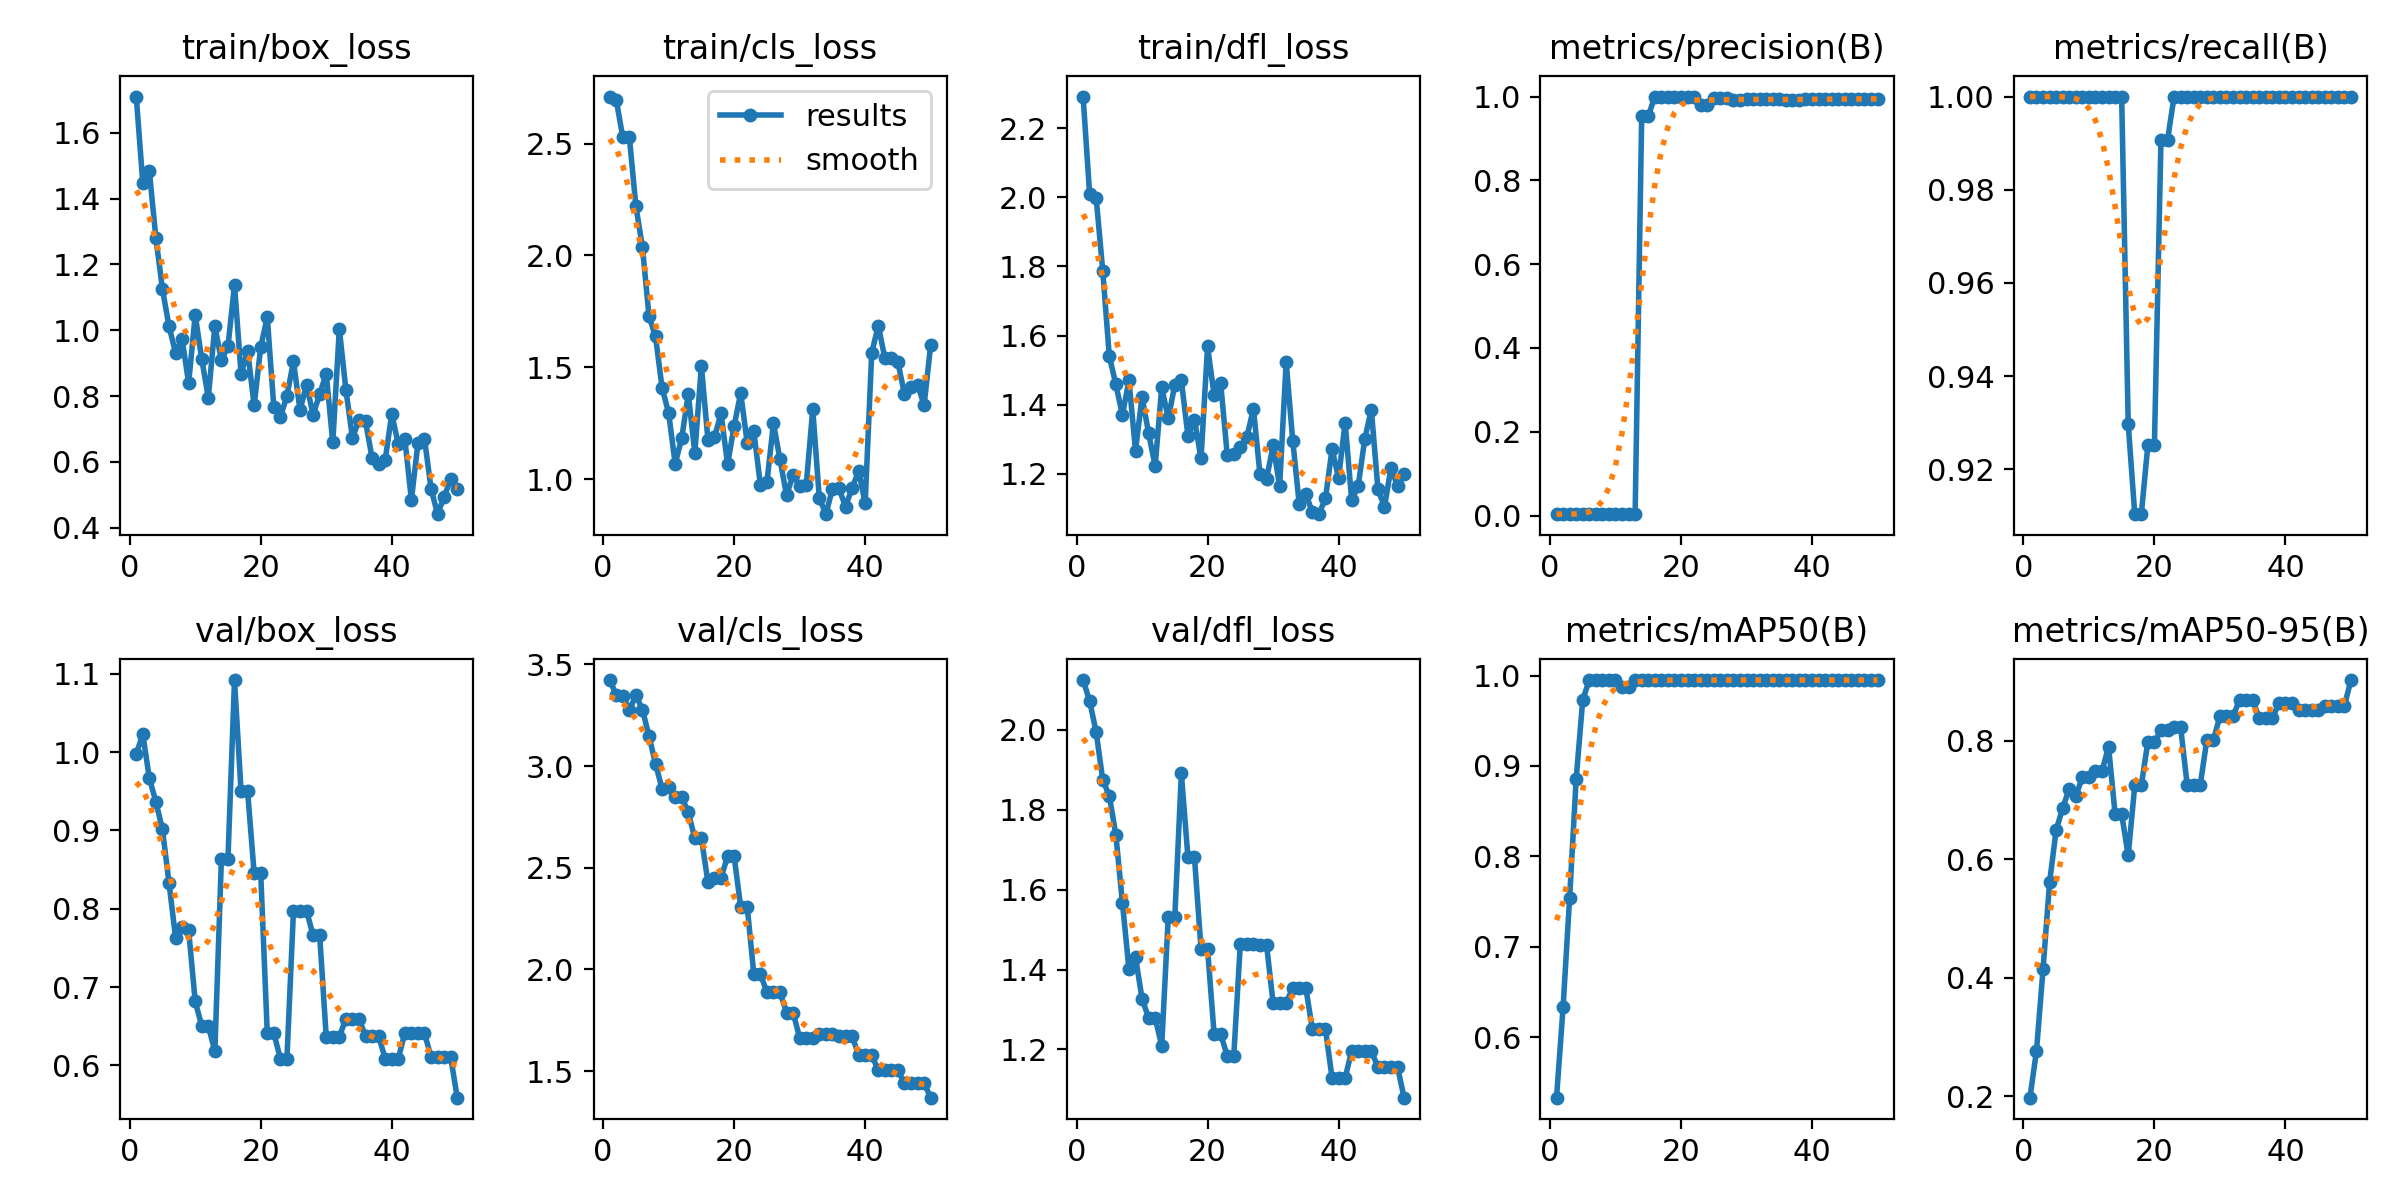 train/box_loss
1.6
1.4
1.2
1.0
0.8
0.6
0.4
0 20 40
train/cls_loss
results
smooth
2.5
2.0
1.5
1.0
0 20 40
train/dfl_loss
2.2
2.0
1.8
1.6
1.4
1.2
0 20 40
metrics/precision(B)
1.0
0.8
0.6
0.4
0.2
0.0
0 20 40
metrics/recall(B)
1.00
0.98
0.96
0.94
0.92
0 20 40
val/box_loss
1.1
1.0
0.9
0.8
0.7
0.6
0 20 40
val/cls_loss
3.5
3.0
2.5
2.0
1.5
0 20 40
val/dfl_loss
2.0
1.8
1.6
1.4
1.2
0 20 40
metrics/mAP50(B)
1.0
0.9
0.8
0.7
0.6
0 20 40
metrics/mAP50-95(B)
0.8
0.6
0.4
0.2
0 20 40